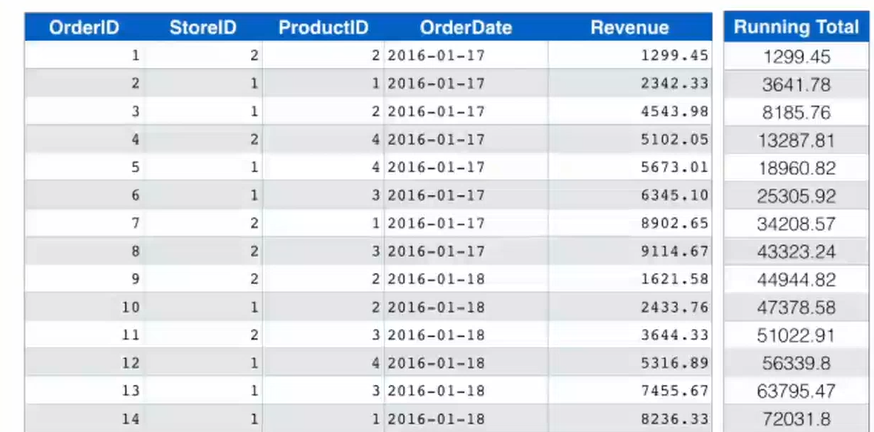 OrderID StoreID ProductID OrderDate Revenue Running Total
1 2 2 2016-01-17 1299.45 1299.45
2 1 1 2016-01-17 2342.33 3641.78
3 1 2 2016-01-17 4543.98 8185.76
4 2 4 2016-01-17 5102.05 13287.81
5 1 4 2016-01-17 5673.01 18960.82
6 1 3 2016-01-17 6345.10 25305.92
7 2 1 2016-01-17 8902.65 34208.57
8 2 3 2016-01-17 9114.67 43323.24
9 2 2 2016-01-18 1621.58 44944.82
10 1 2 2016-01-18 2433.76 47378.58
11 2 3 2016-01-18 3644.33 51022.91
12 1 4 2016-01-18 5316.89 56339.8
13 1 3 2016-01-18 7455.67 63795.47
14 1 1 2016-01-18 8236.33 72031.8